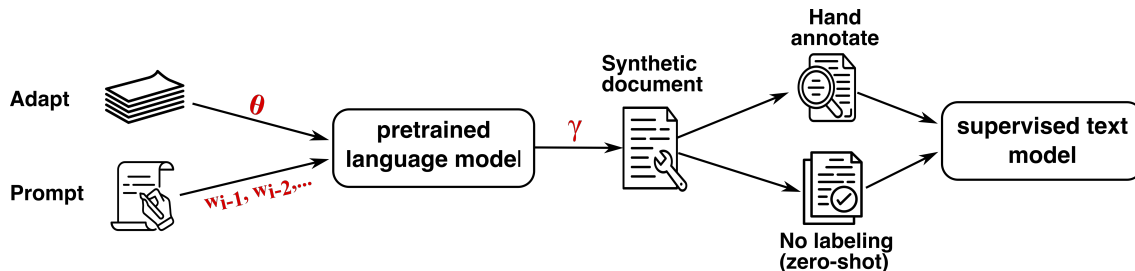 Adapt
θ
Prompt
wi-1, wi-2,...
pretrained
language model
γ
Synthetic
document
Hand
annotate
No labeling
(zero-shot)
supervised text
model